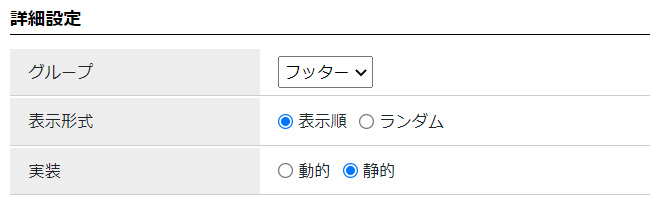 詳細設定
グループ フッター
表示形式 表示順 ランダム
実装 動的 静的